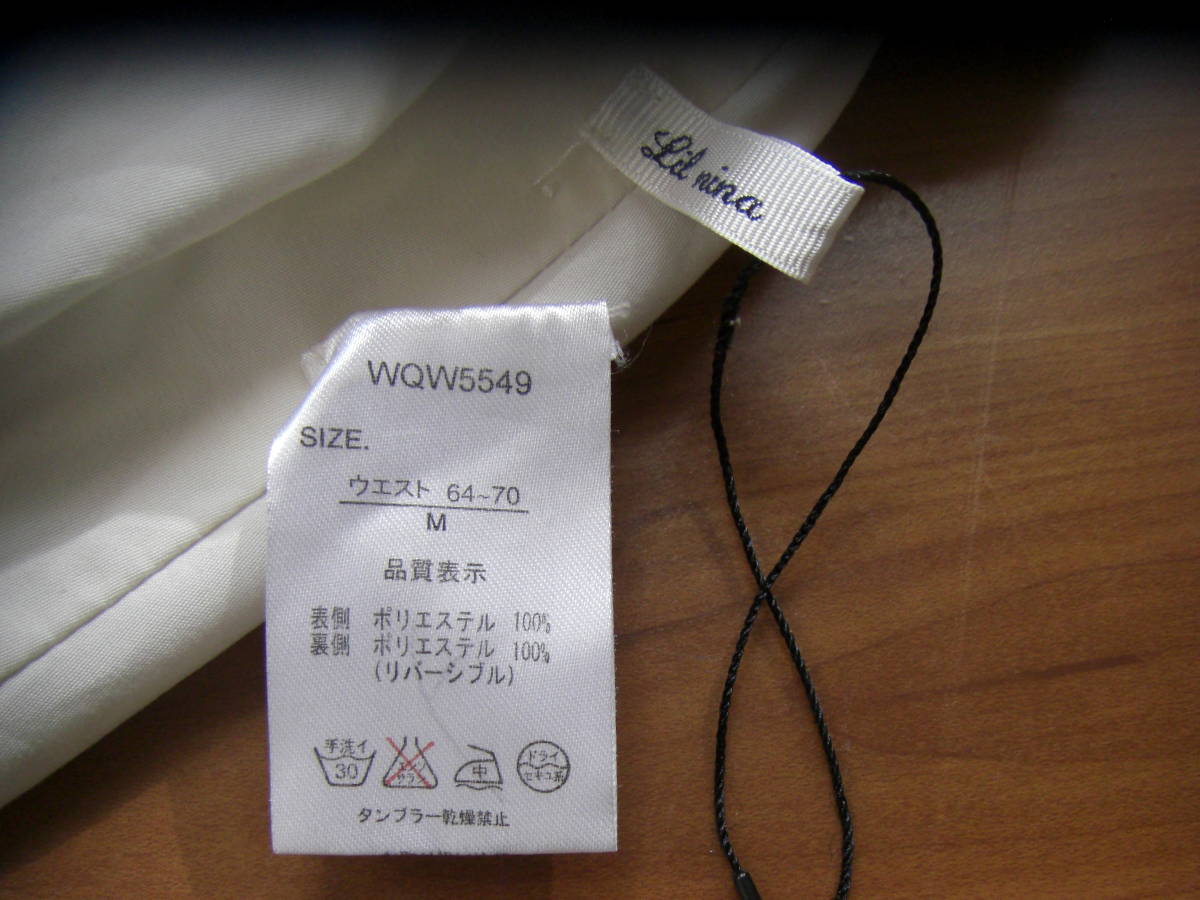 Lil nina
WQW5549
SIZE.
ウエスト 64~70
M
品質表示
表側 ポリエステル 100%
裏側 ポリエステル 100%
(リバーシブル)
手洗イ
30
中
ドライ
セキユ系
タンブラー乾燥禁止